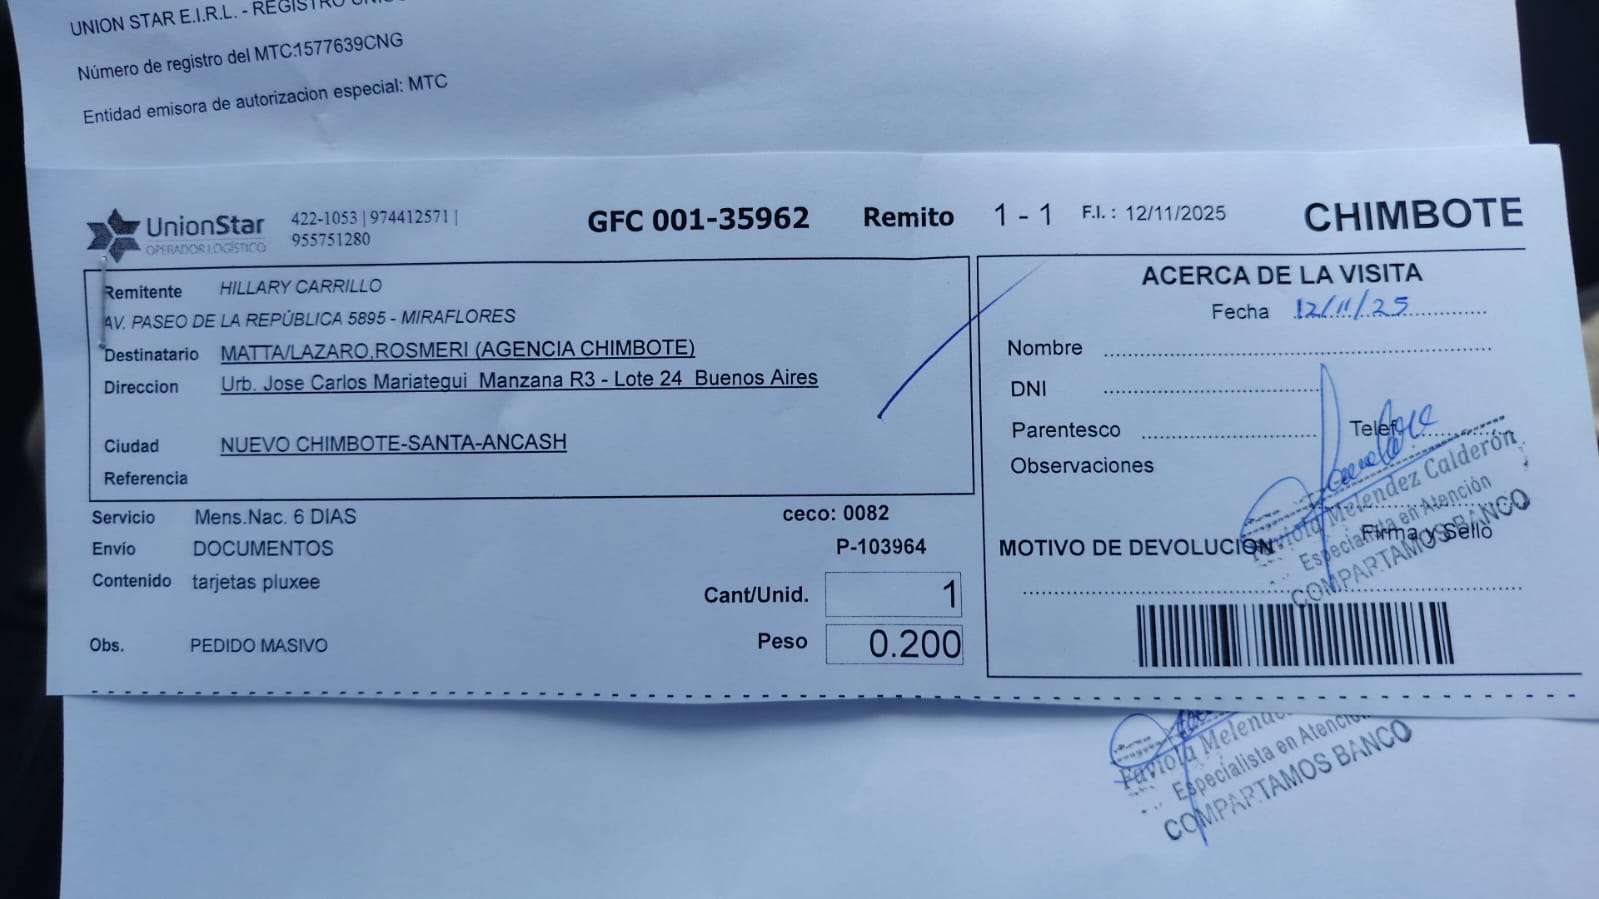 UNION STAR E.I.R.L. - REGISTRO
Número de registro del MTC:1577639CNG
Entidad emisora de autorizacion especial: MTC
UnionStar
OPERADOR LOGÍSTICO
422-1053 | 974412571 |
955751280
GFC 001-35962
Remito 1 - 1
F.I. : 12/11/2025
CHIMBOTE
Remitente HILLARY CARRILLO
AV. PASEO DE LA REPÚBLICA 5895 - MIRAFLORES
Destinatario MATTA/LAZARO,ROSMERI (AGENCIA CHIMBOTE)
Direccion Urb. Jose Carlos Mariategui Manzana R3 - Lote 24 Buenos Aires
Ciudad NUEVO CHIMBOTE-SANTA-ANCASH
Referencia
Servicio Mens.Nac. 6 DIAS
Envío DOCUMENTOS
Contenido tarjetas pluxee
Obs. PEDIDO MASIVO
ceco: 0082
P-103964
Cant/Unid. 1
Peso 0.200
ACERCA DE LA VISITA
Fecha 12/11/25
Nombre
DNI
Parentesco Telef.
Observaciones
Faviola Melendez Calderón
Especialista en Atención
COMPARTAMOS BANCO
Firma y Sello
MOTIVO DE DEVOLUCION
Faviola Melendez
Especialista en Atención
COMPARTAMOS BANCO